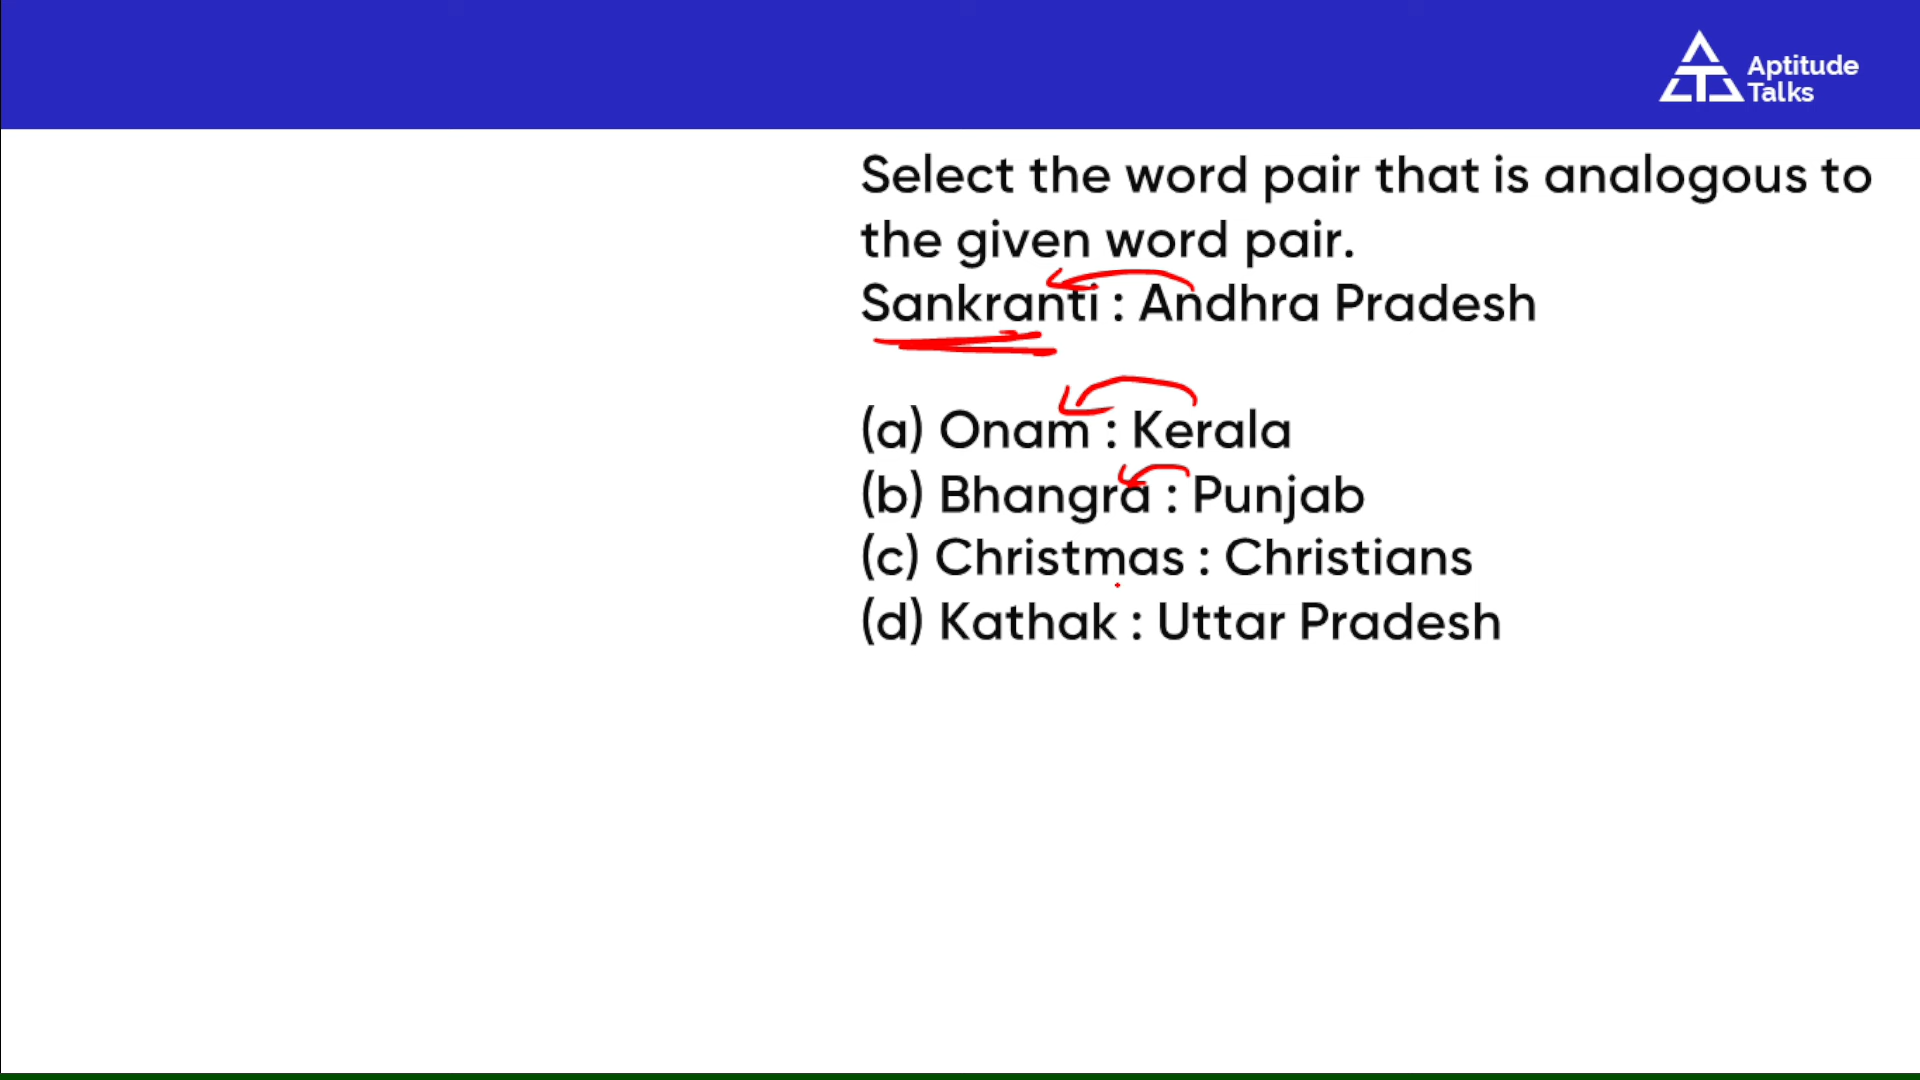 Aptitude
Talks
Select the word pair that is analogous to
the given word pair.
Sankranti : Andhra Pradesh
(a) Onam : Kerala
(b) Bhangra : Punjab
(c) Christmas : Christians
(d) Kathak : Uttar Pradesh